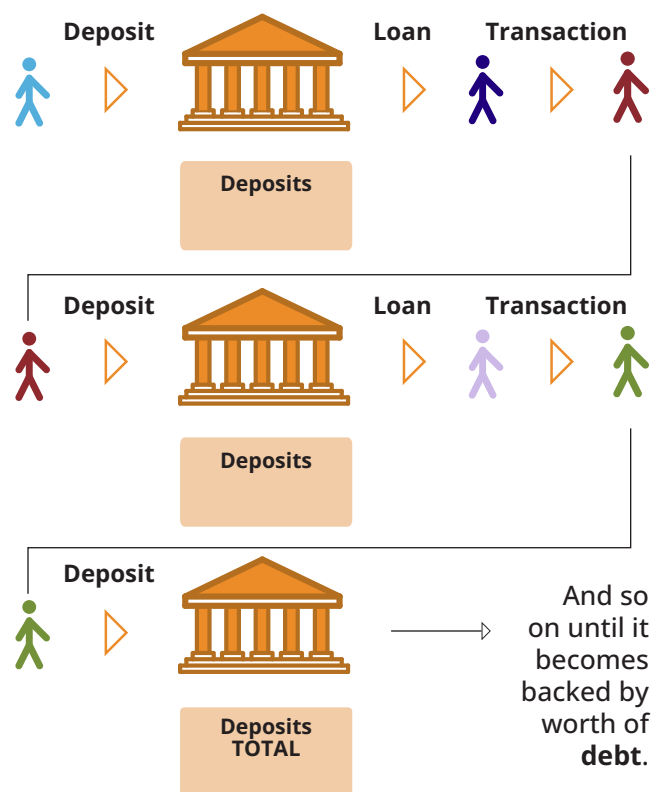 Deposit Loan Transaction
Deposits
Deposit Loan Transaction
Deposits
Deposit
And so
on until it
becomes
backed by
worth of
debt.
Deposits
TOTAL